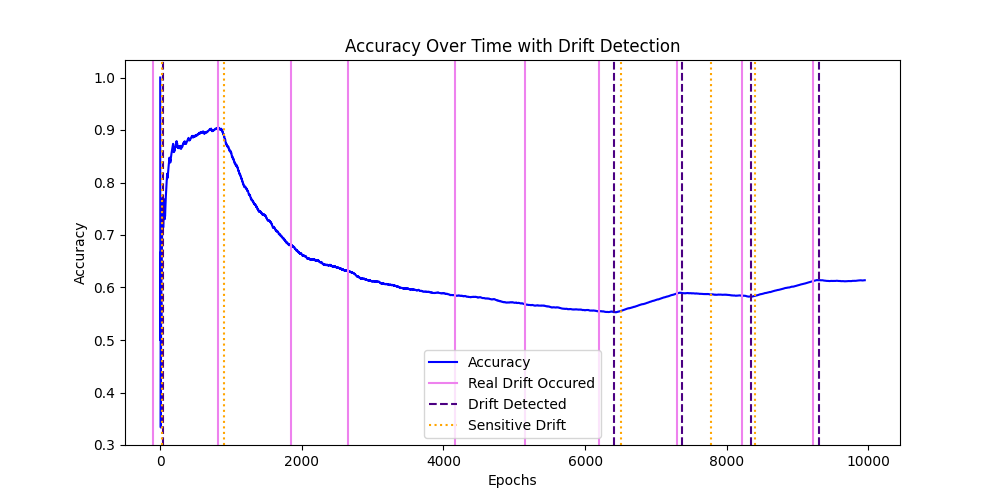 Accuracy Over Time with Drift Detection
Accuracy
1.0
0.9
0.8
0.7
0.6
0.5
0.4
0.3
Accuracy
Real Drift Occured
Drift Detected
Sensitive Drift
0
2000
4000
6000
8000
10000
Epochs